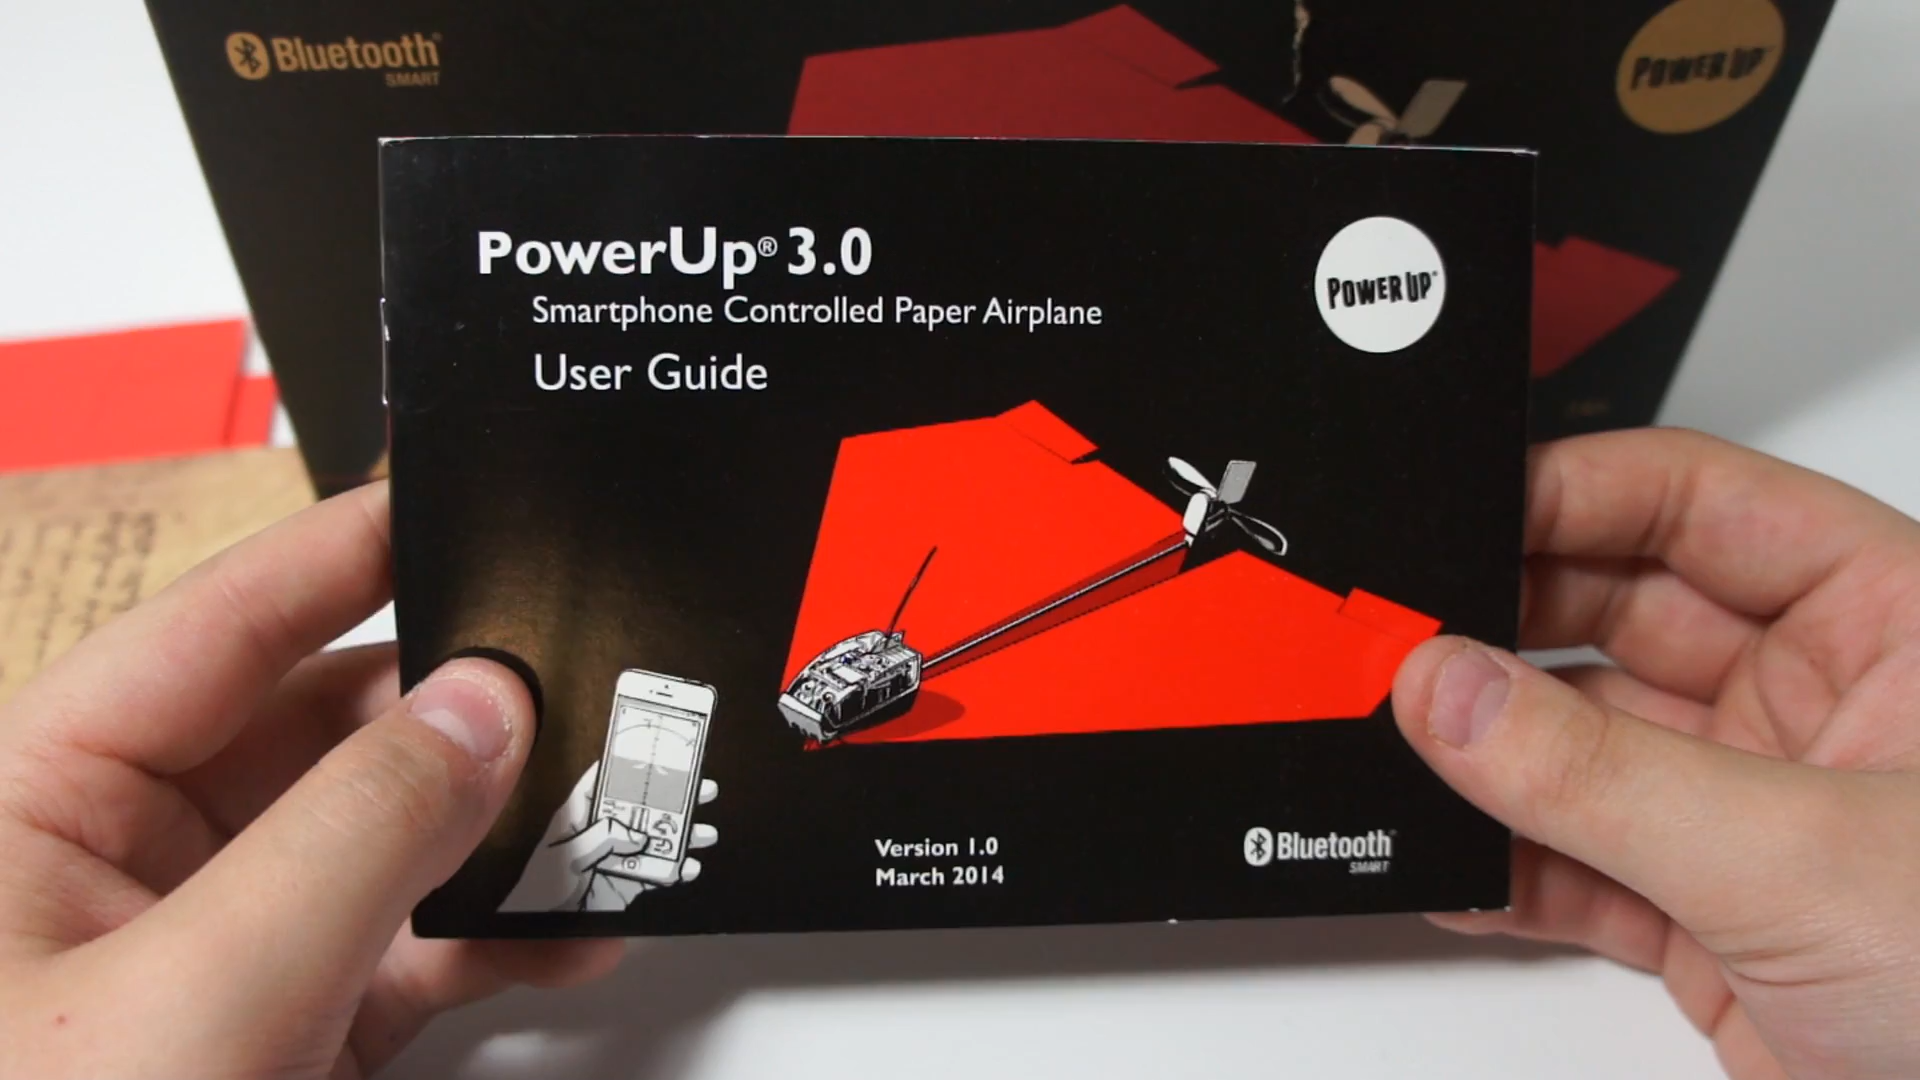 Bluetooth
SMART
POWER UP
PowerUp® 3.0
Smartphone Controlled Paper Airplane
User Guide
POWER UP
Version 1.0
March 2014
Bluetooth
SMART